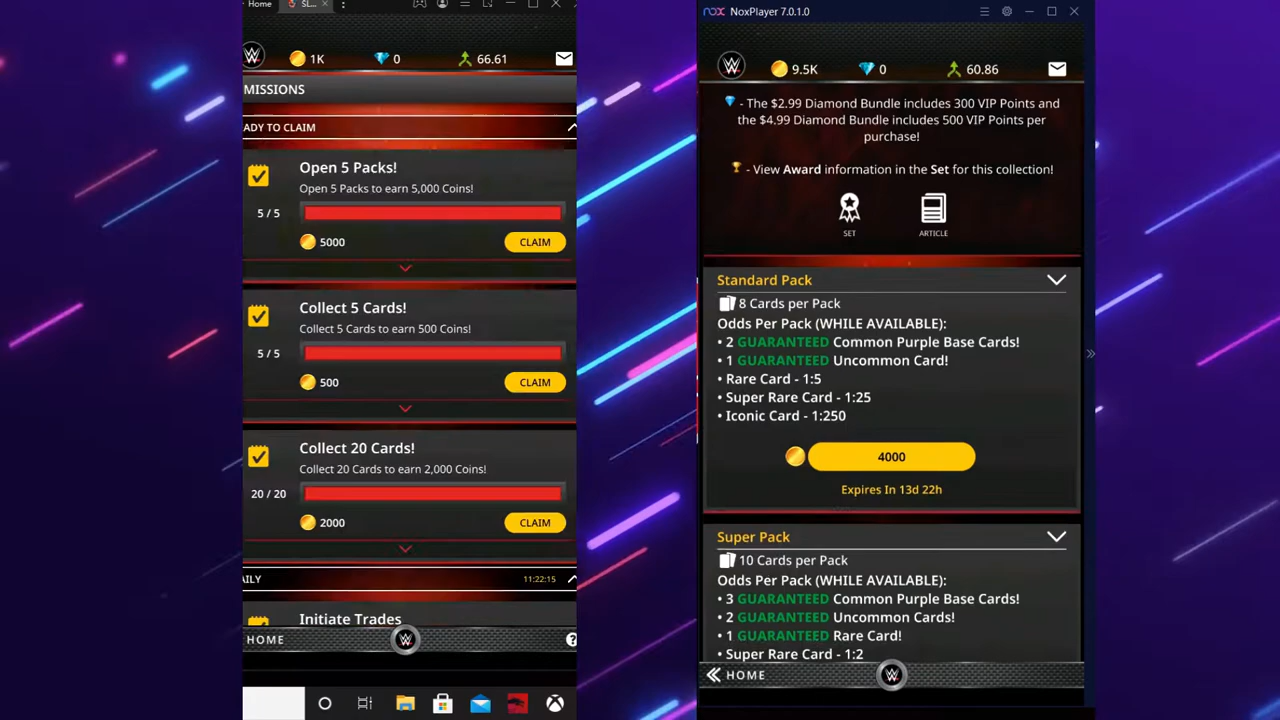 Home
SL...
1K
0
66.61
MISSIONS
ADY TO CLAIM
Open 5 Packs!
Open 5 Packs to earn 5,000 Coins!
5 / 5
5000
CLAIM
Collect 5 Cards!
Collect 5 Cards to earn 500 Coins!
5 / 5
500
CLAIM
Collect 20 Cards!
Collect 20 Cards to earn 2,000 Coins!
20 / 20
2000
CLAIM
AILY
11:22:15
Initiate Trades
HOME
?
nox NoxPlayer 7.0.1.0
W
9.5K
0
60.86
- The $2.99 Diamond Bundle includes 300 VIP Points and
the $4.99 Diamond Bundle includes 500 VIP Points per
purchase!
- View Award information in the Set for this collection!
SET
ARTICLE
Standard Pack
8 Cards per Pack
Odds Per Pack (WHILE AVAILABLE):
• 2 GUARANTEED Common Purple Base Cards!
• 1 GUARANTEED Uncommon Card!
• Rare Card - 1:5
• Super Rare Card - 1:25
• Iconic Card - 1:250
4000
Expires In 13d 22h
Super Pack
10 Cards per Pack
Odds Per Pack (WHILE AVAILABLE):
• 3 GUARANTEED Common Purple Base Cards!
• 2 GUARANTEED Uncommon Cards!
• 1 GUARANTEED Rare Card!
• Super Rare Card - 1:2
HOME